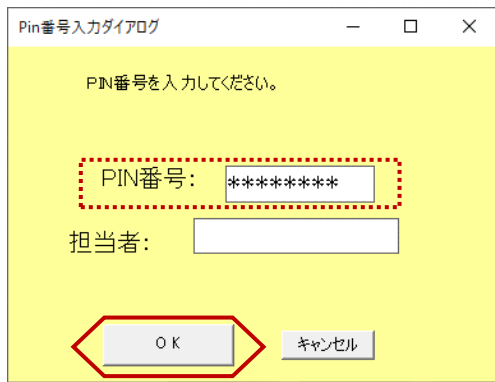 Pin番号入力ダイアログ
PIN番号を入力してください。
PIN番号: ********
担当者:
OK キャンセル